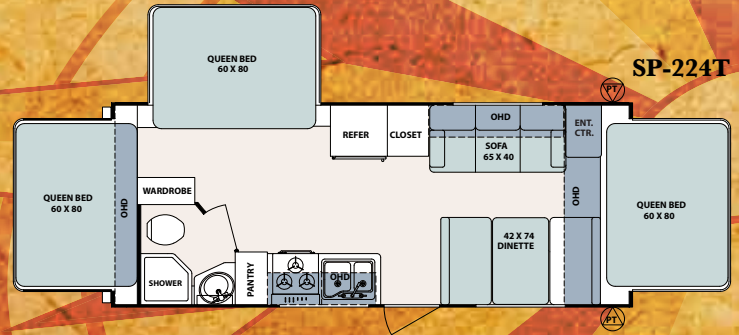 SP-224T
QUEEN BED
60 X 80
PT
REFER
CLOSET
OHD
SOFA
65 X 40
ENT.
CTR.
QUEEN BED
60 X 80
OHD
WARDROBE
OHD
QUEEN BED
60 X 80
42 X 74
DINETTE
SHOWER
PANTRY
OHD
PT